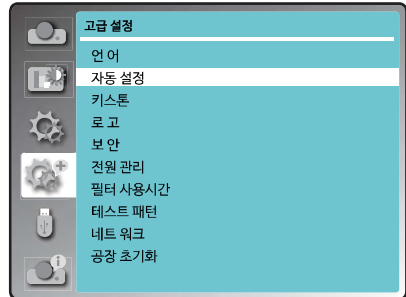 고급 설정
언 어
자동 설정
키스톤
로 고
보 안
전원 관리
필터 사용시간
테스트 패턴
네트 워크
공장 초기화